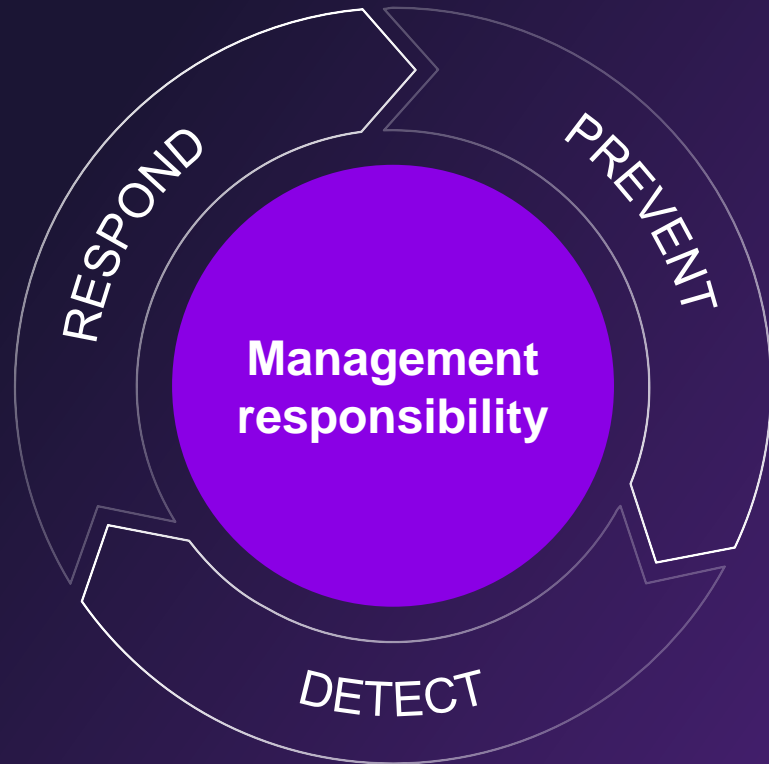 RESPOND
PREVENT
Management
responsibility
DETECT